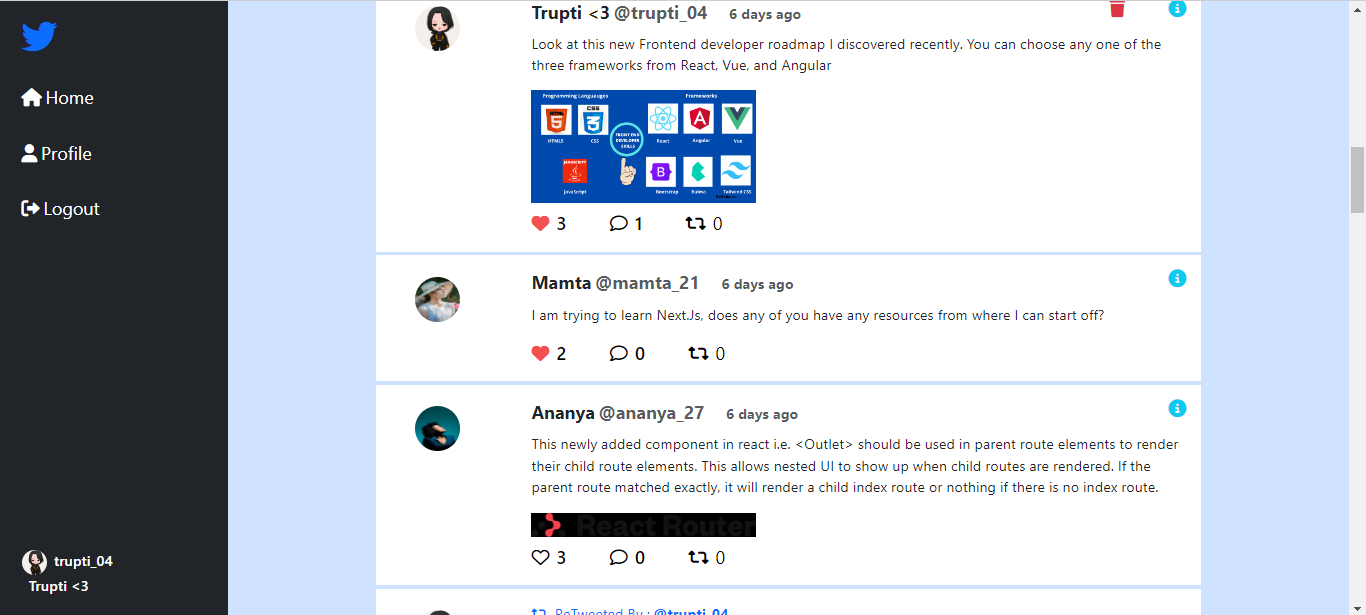 Home
Profile
Logout
trupti_04
Trupti <3
Trupti <3 @trupti_04 6 days ago
Look at this new Frontend developer roadmap I discovered recently. You can choose any one of the
three frameworks from React, Vue, and Angular
Programming Languauges Frameworks
HTML
5
CSS
3
HTML5 CSS
FRONT END
DEVELOPER
SKILLS
React Angular Vue
JAVASCRIPT
B
JavaScript Bootstrap Bulma Tailwind CSS
3 1 0
Mamta @mamta_21 6 days ago
I am trying to learn Next.Js, does any of you have any resources from where I can start off?
2 0 0
Ananya @ananya_27 6 days ago
This newly added component in react i.e. <Outlet> should be used in parent route elements to render
their child route elements. This allows nested UI to show up when child routes are rendered. If the
parent route matched exactly, it will render a child index route or nothing if there is no index route.
React Router
3 0 0
ReTweeted By : @trupti_04